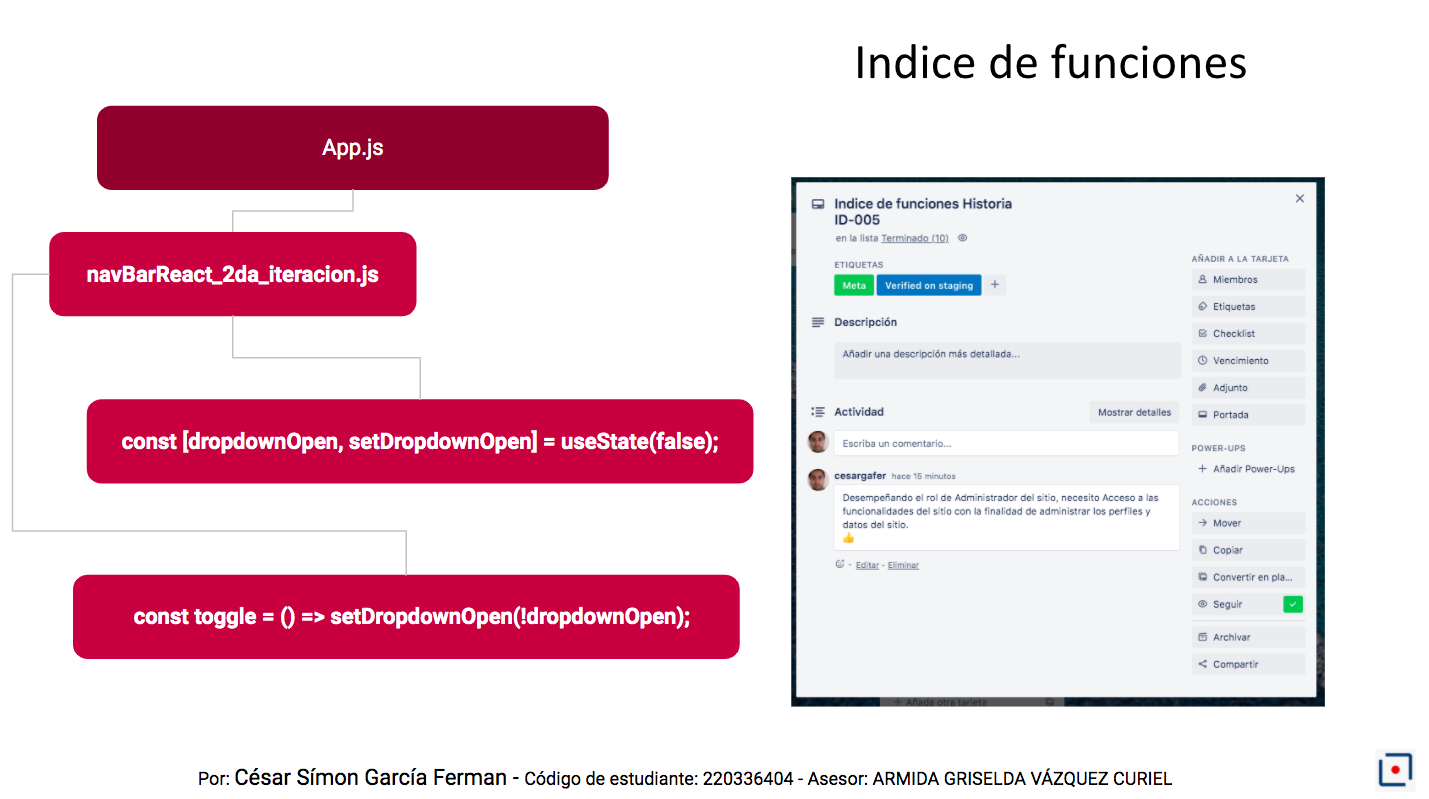 Indice de funciones
App.js
navBarReact_2da_iteracion.js
const [dropdownOpen, setDropdownOpen] = useState(false);
const toggle = () => setDropdownOpen(!dropdownOpen);
Indice de funciones Historia
ID-005
en la lista Terminado (10)
ETIQUETAS
Meta
Verified on staging
+
Descripción
Añadir una descripción más detallada...
Actividad
Mostrar detalles
Escriba un comentario...
cesargafer hace 15 minutos
Desempeñando el rol de Administrador del sitio, necesito Acceso a las
funcionalidades del sitio con la finalidad de administrar los perfiles y
datos del sitio.
- Editar - Eliminar
AÑADIR A LA TARJETA
Miembros
Etiquetas
Checklist
Vencimiento
Adjunto
Portada
POWER-UPS
+ Añadir Power-Ups
ACCIONES
Mover
Copiar
Convertir en pla...
Seguir
Archivar
Compartir
+ Añada otra tarjeta
Por: César Símon García Ferman - Código de estudiante: 220336404 - Asesor: ARMIDA GRISELDA VÁZQUEZ CURIEL